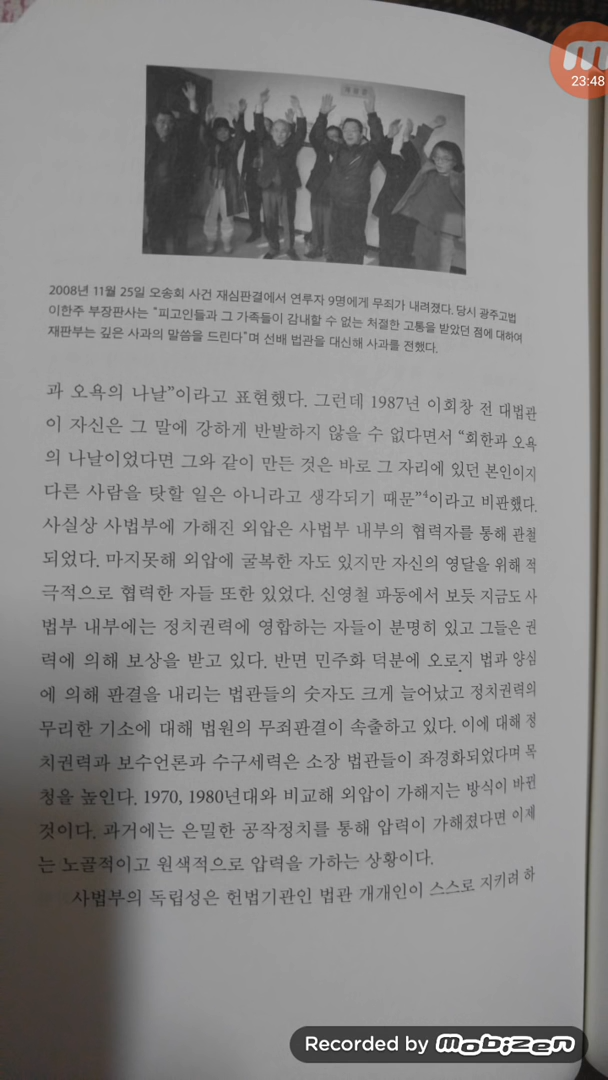 23:48
2008년 11월 25일 오송회 사건 재심판결에서 연루자 9명에게 무죄가 내려졌다. 당시 광주고법
이한주 부장판사는 "피고인들과 그 가족들이 감내할 수 없는 처절한 고통을 받았던 점에 대하여
재판부는 깊은 사과의 말씀을 드린다"며 선배 법관을 대신해 사과를 전했다.
과 오욕의 나날”이라고 표현했다. 그런데 1987년 이회창 전 대법관
이 자신은 그 말에 강하게 반발하지 않을 수 없다면서 “회한과 오욕
의 나날이었다면 그와 같이 만든 것은 바로 그 자리에 있던 본인이지
다른 사람을 탓할 일은 아니라고 생각되기 때문”4이라고 비판했다.
사실상 사법부에 가해진 외압은 사법부 내부의 협력자를 통해 관철
되었다. 마지못해 외압에 굴복한 자도 있지만 자신의 영달을 위해 적
극적으로 협력한 자들 또한 있었다. 신영철 파동에서 보듯 지금도 사
법부 내부에는 정치권력에 영합하는 자들이 분명히 있고 그들은 권
력에 의해 보상을 받고 있다. 반면 민주화 덕분에 오로지 법과 양심
에 의해 판결을 내리는 법관들의 숫자도 크게 늘어났고 정치권력의
무리한 기소에 대해 법원의 무죄판결이 속출하고 있다. 이에 대해 정
치권력과 보수언론과 수구세력은 소장 법관들이 좌경화되었다며 목
청을 높인다. 1970, 1980년대와 비교해 외압이 가해지는 방식이 바뀐
것이다. 과거에는 은밀한 공작정치를 통해 압력이 가해졌다면 이제
는 노골적이고 원색적으로 압력을 가하는 상황이다.
사법부의 독립성은 헌법기관인 법관 개개인이 스스로 지키려 하
Recorded by mobizen